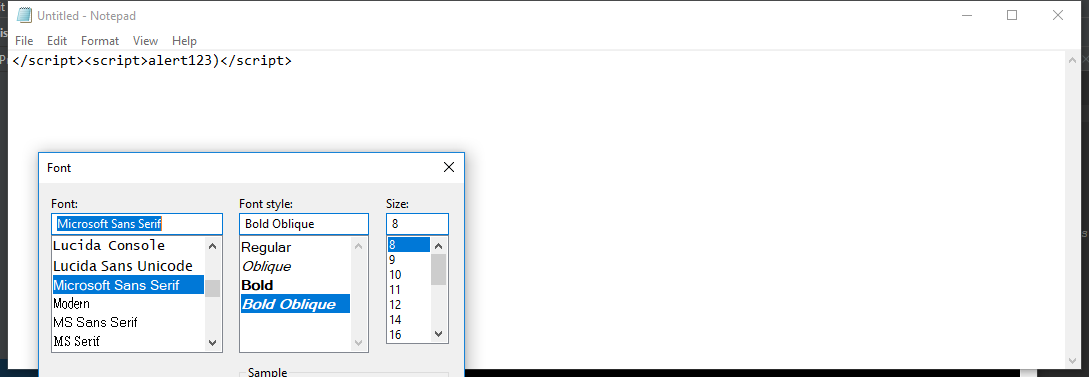 Untitled - Notepad
File Edit Format View Help
</script><script>alert123)</script>
Font
Font: Font style: Size:
Microsoft Sans Serif Bold Oblique 8
Lucida Console Regular 8
Lucida Sans Unicode Oblique 9
Microsoft Sans Serif Bold 10
Modern Bold Oblique 11
MS Sans Serif 12
MS Serif 14
16
Sample